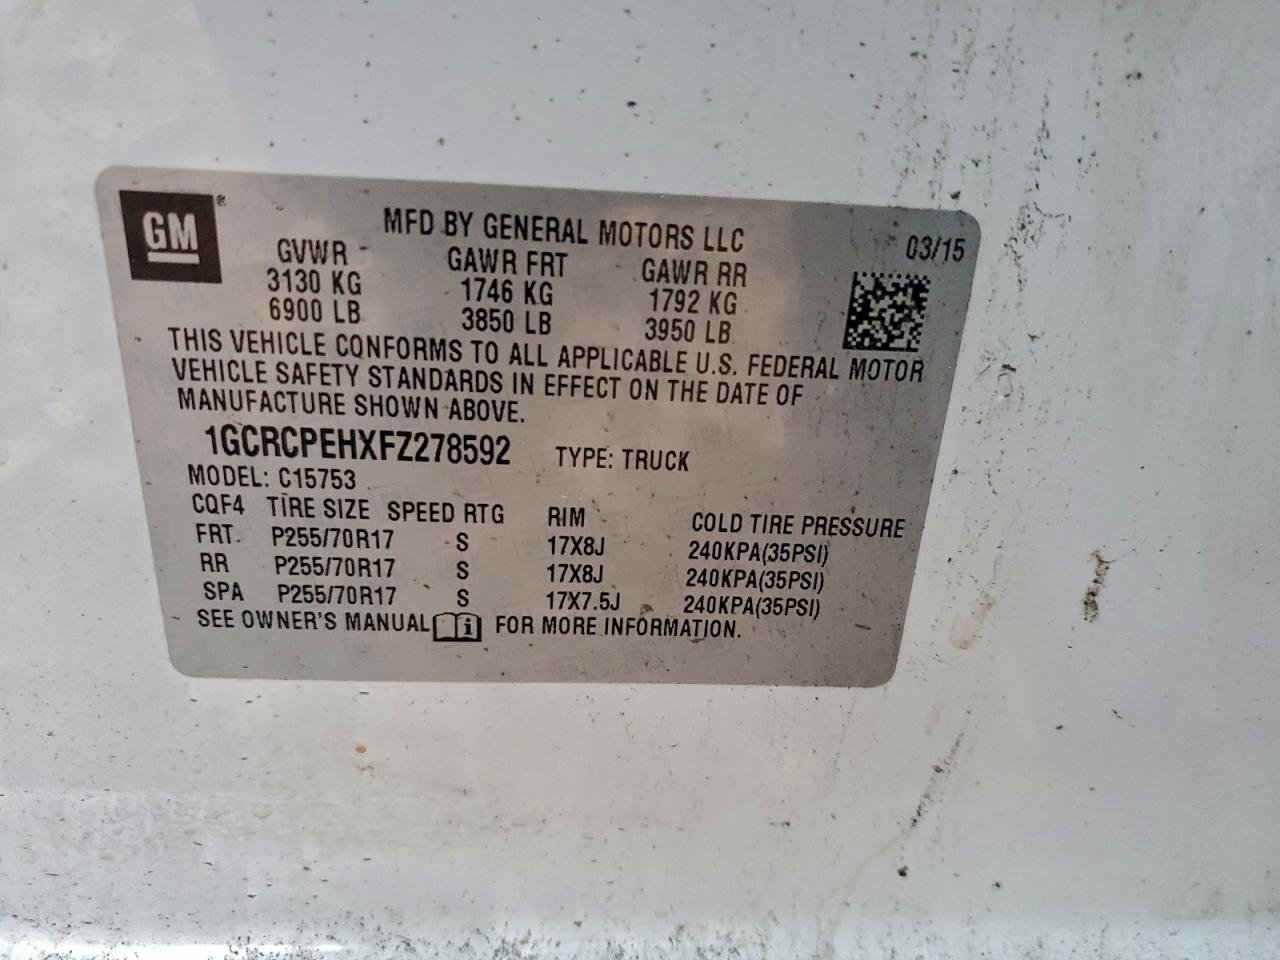 GM ®
MFD BY GENERAL MOTORS LLC
03/15
GVWR GAWR FRT GAWR RR
3130 KG 1746 KG 1792 KG
6900 LB 3850 LB 3950 LB
THIS VEHICLE CONFORMS TO ALL APPLICABLE U.S. FEDERAL MOTOR
VEHICLE SAFETY STANDARDS IN EFFECT ON THE DATE OF
MANUFACTURE SHOWN ABOVE.
1GCRCPEHXFZ278592 TYPE: TRUCK
MODEL: C15753
CQF4 TIRE SIZE SPEED RTG RIM COLD TIRE PRESSURE
FRT P255/70R17 S 17X8J 240KPA(35PSI)
RR P255/70R17 S 17X8J 240KPA(35PSI)
SPA P255/70R17 S 17X7.5J 240KPA(35PSI)
SEE OWNER'S MANUAL i FOR MORE INFORMATION.